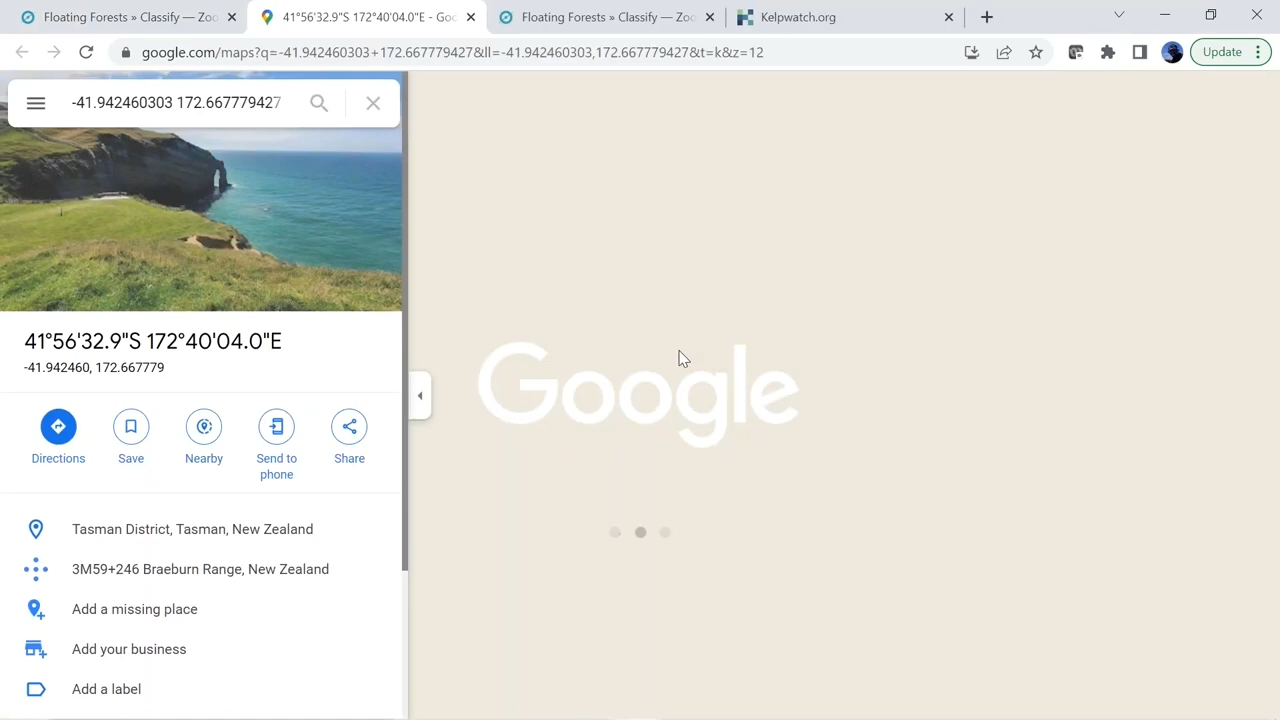 Floating Forests » Classify — Zoo
41°56'32.9"S 172°40'04.0"E - Goo
Floating Forests » Classify — Zoo
Kelpwatch.org
google.com/maps?q=-41.942460303+172.667779427&ll=-41.942460303,172.667779427&t=k&z=12
Update
-41.942460303 172.667779427
Google
41°56'32.9"S 172°40'04.0"E
-41.942460, 172.667779
Directions
Save
Nearby
Send to
phone
Share
Tasman District, Tasman, New Zealand
3M59+246 Braeburn Range, New Zealand
Add a missing place
Add your business
Add a label